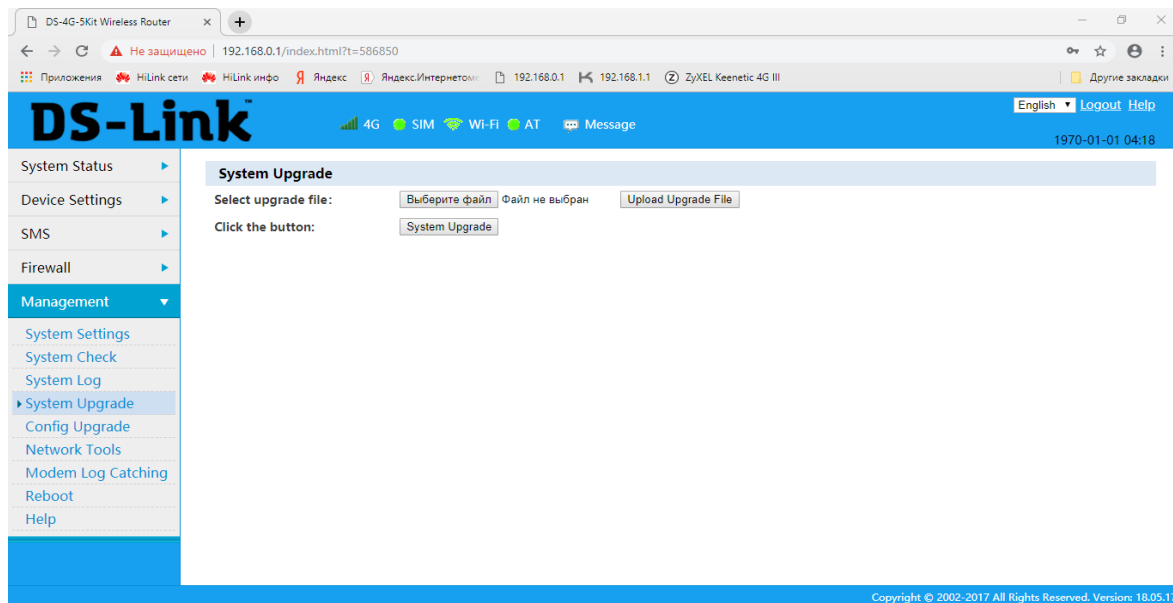 DS-4G-5Kit Wireless Router
Не защищено | 192.168.0.1/index.html?t=586850
Приложения HiLink сети HiLink инфо Яндекс Яндекс.Интернетоме 192.168.0.1 192.168.1.1 ZyXEL Keenetic 4G III Другие закладки
DS-Link™ 4G SIM Wi-Fi AT Message English Logout Help
1970-01-01 04:18
System Status
Device Settings
SMS
Firewall
Management
System Settings
System Check
System Log
System Upgrade
Config Upgrade
Network Tools
Modem Log Catching
Reboot
Help
System Upgrade
Select upgrade file: Выберите файл Файл не выбран Upload Upgrade File
Click the button: System Upgrade
Copyright © 2002-2017 All Rights Reserved. Version: 18.05.1